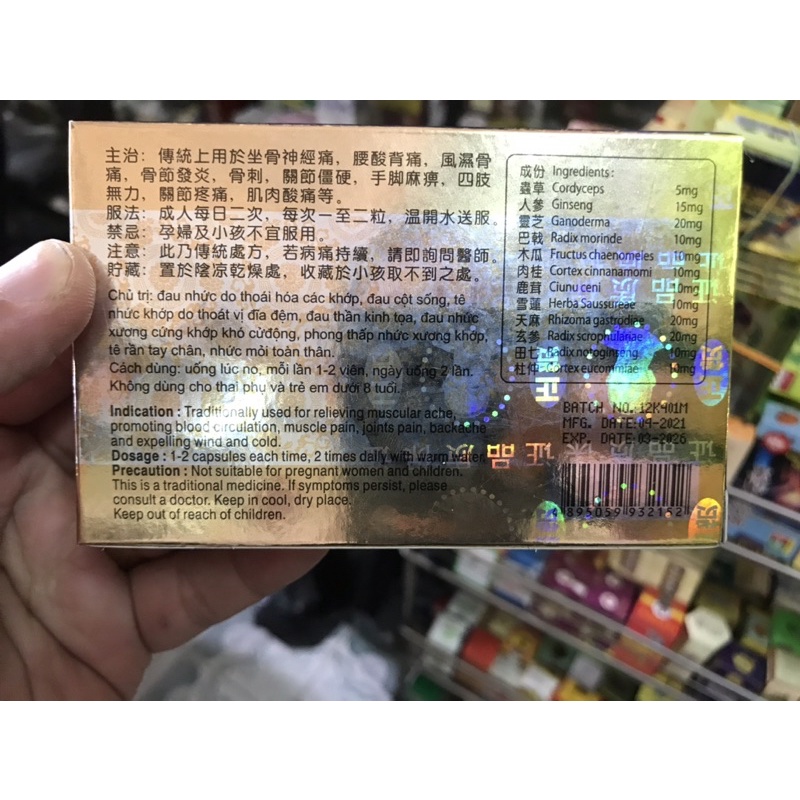 主治: 傳統上用於坐骨神經痛, 腰酸背痛, 風濕骨
痛, 骨節發炎, 骨刺, 關節僵硬, 手脚麻痹, 四肢
無力, 關節疼痛, 肌肉酸痛等。
服法: 成人每日二次, 每次一至二粒, 温開水送服。
禁忌: 孕婦及小孩不宜服用。
注意: 此乃傳統處方, 若病痛持續, 請即詢問醫師。
貯藏: 置於陰凉乾燥處, 收藏於小孩取不到之處。
Chủ trị: đau nhức do thoái hóa các khớp, đau cột sống, tê
nhức khớp do thoát vị đĩa đệm, đau thần kinh tọa, đau nhức
xương cứng khớp khó cửđộng, phong thấp nhức xương khớp,
tê rần tay chân, nhức mỏi toàn thân.
Cách dùng: uống lúc no, mỗi lần 1-2 viên, ngày uống 2 lần.
Không dùng cho thai phụ và trẻ em dưới 8 tuổi.
Indication : Traditionally used for relieving muscular ache,
promoting blood circulation, muscle pain, joints pain, backache
and expelling wind and cold.
Dosage : 1-2 capsules each time, 2 times daily with warm water.
Precaution : Not suitable for pregnant women and children.
This is a traditional medicine. If symptoms persist, please
consult a doctor. Keep in cool, dry place.
Keep out of reach of children.
成份 Ingredients:
蟲草 Cordyceps 5mg
人參 Ginseng 15mg
靈芝 Ganoderma 20mg
巴戟 Radix morinde 10mg
木瓜 Fructus chaenomeles 10mg
肉桂 Cortex cinnanamomi 10mg
鹿茸 Ciunu ceni 10mg
雪蓮 Herba Saussureae 10mg
天麻 Rhizoma gastrodiae 20mg
玄參 Radix scrophulariae 20mg
田七 Radix notoginseng 10mg
杜仲 Cortex eucommiae 10mg
BATCH NO. 12K401M
MFG. DATE:04-2021
EXP. DATE:03-2026
4 895059 932152